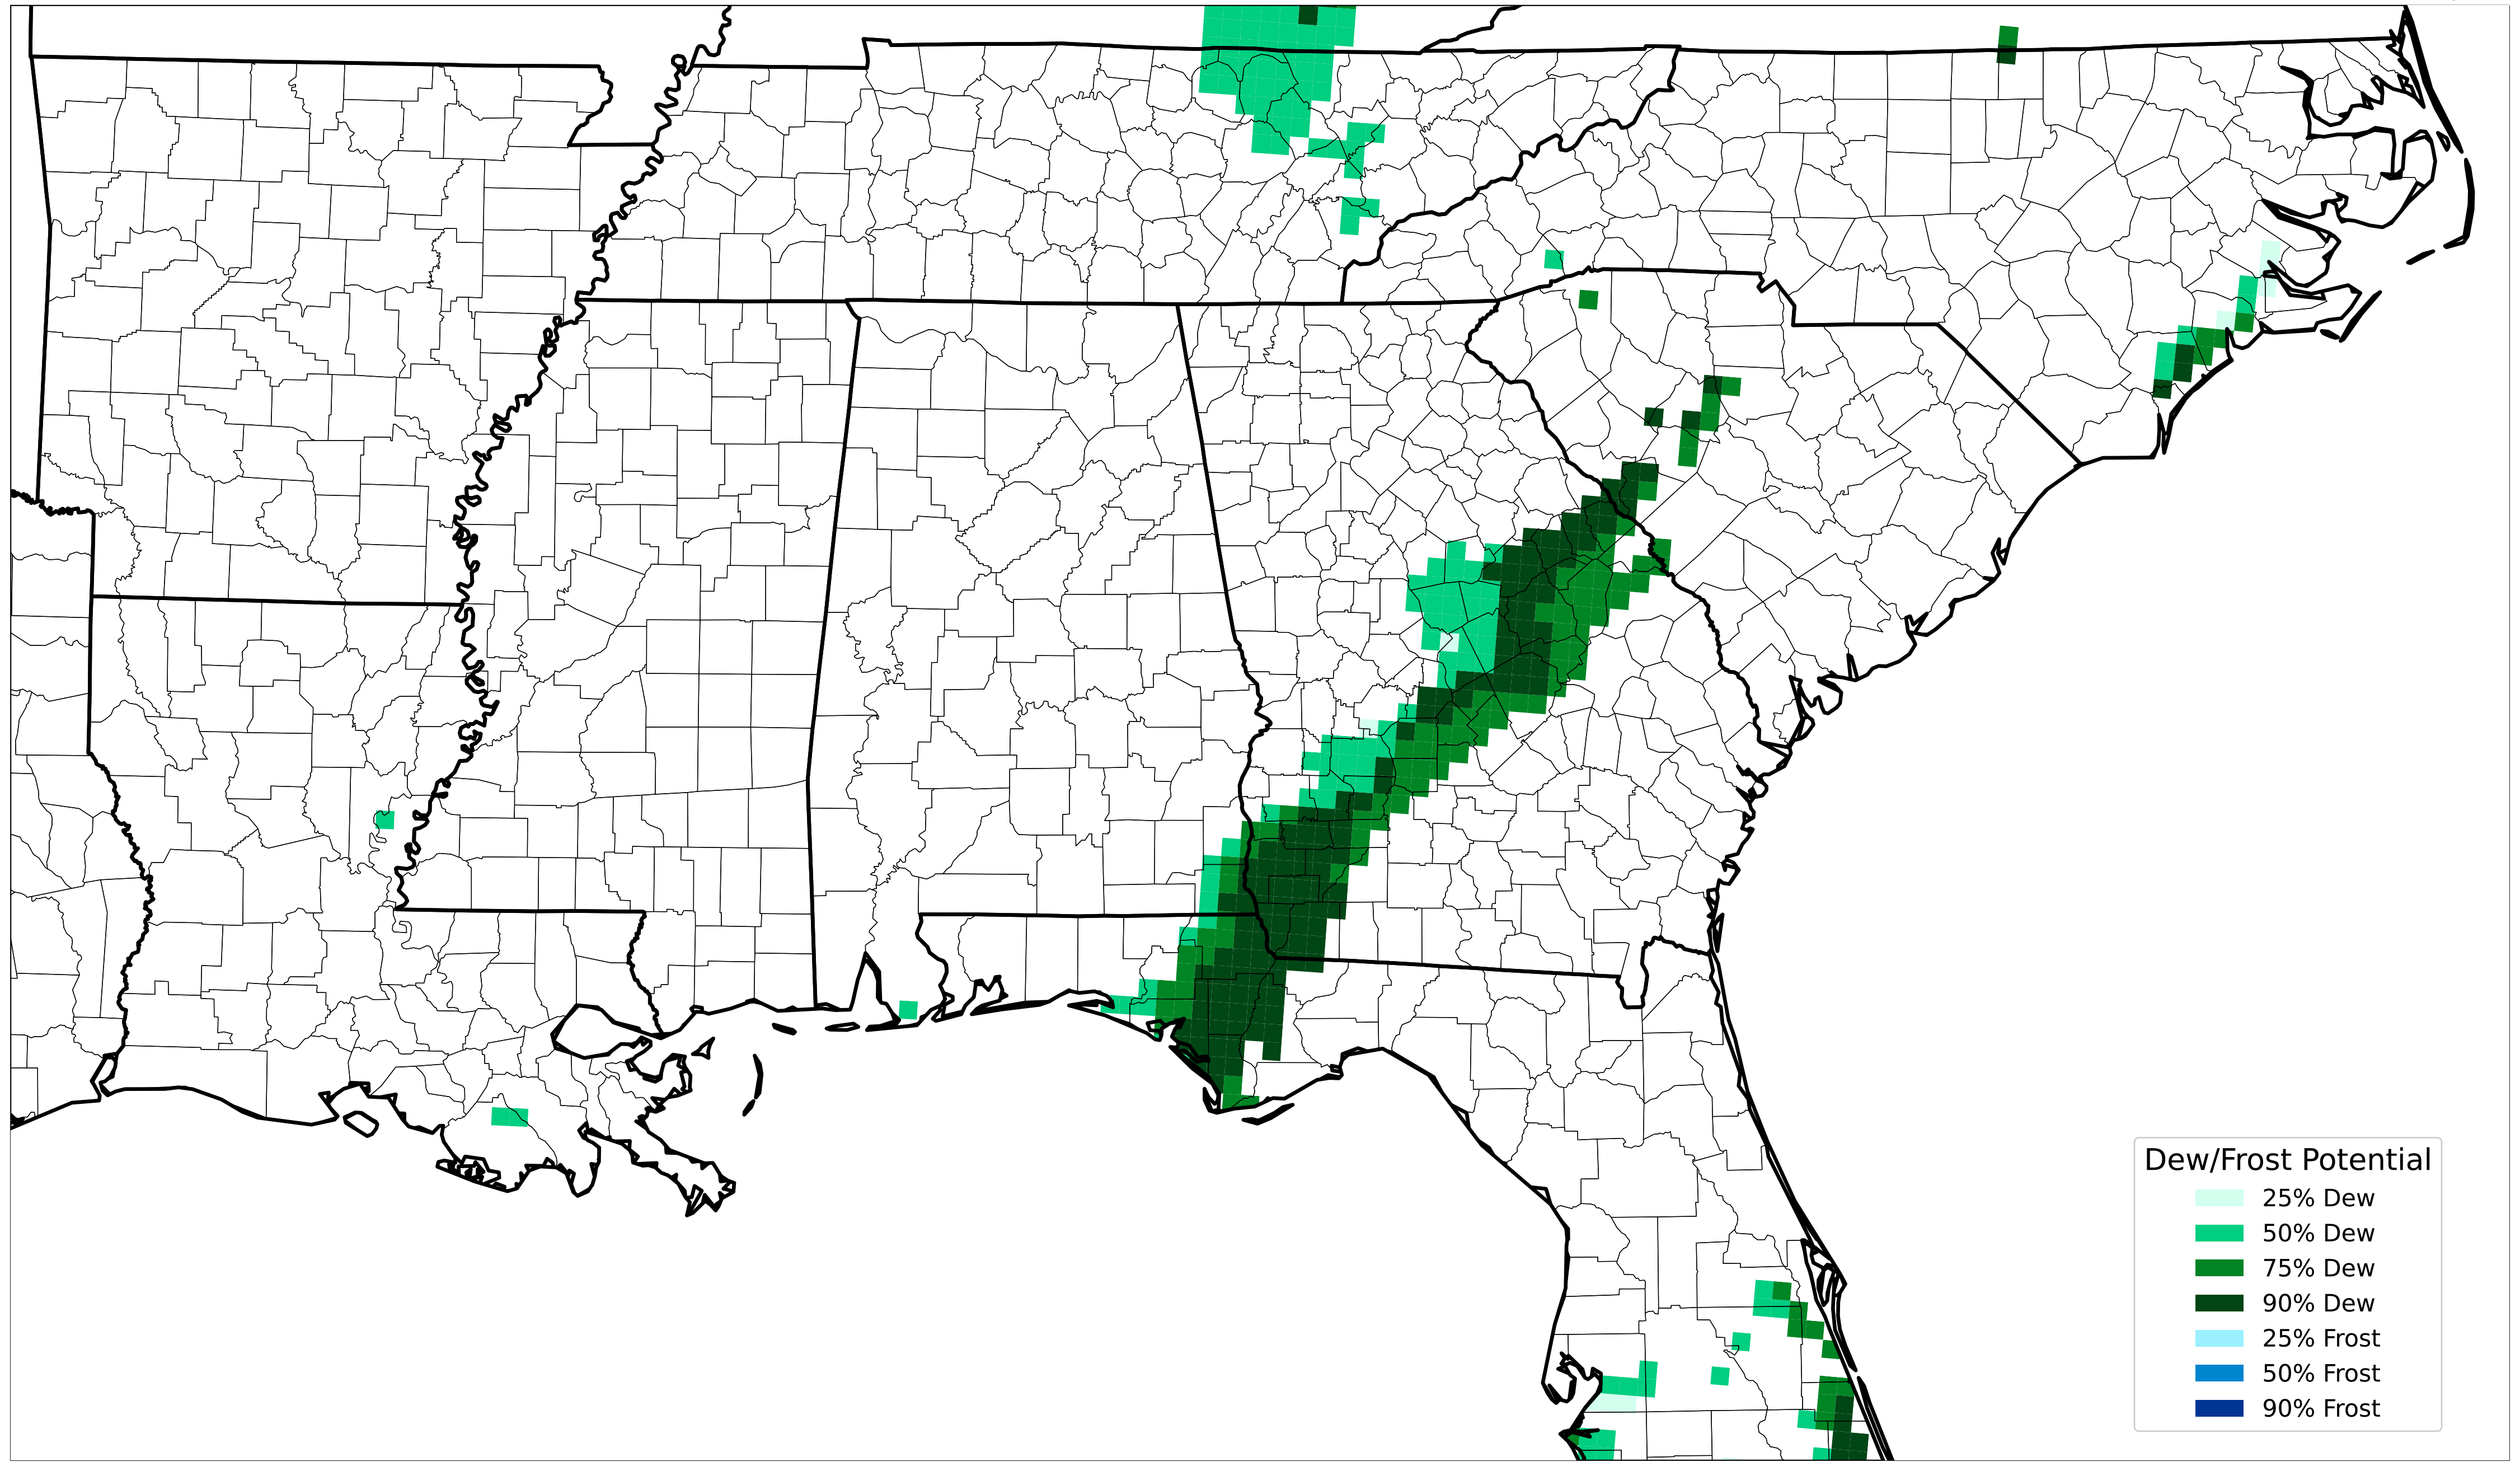 Dew/Frost Potential
25% Dew
50% Dew
75% Dew
90% Dew
25% Frost
50% Frost
90% Frost